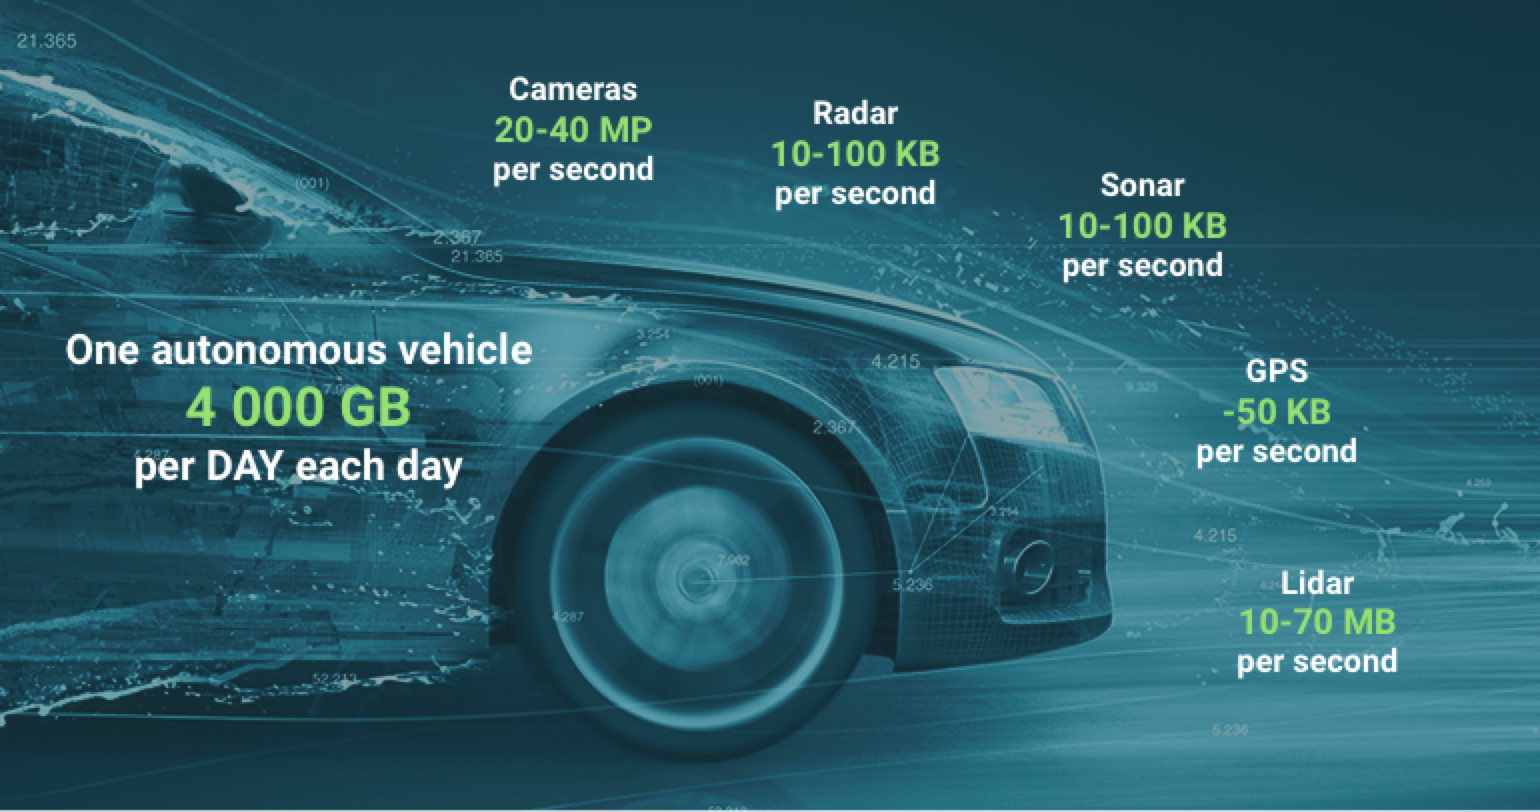 21.365
Cameras
20-40 MP
per second
Radar
10-100 KB
per second
Sonar
10-100 KB
per second
(001)
2.367
21.365
One autonomous vehicle
4 000 GB
per DAY each day
3.254
4.215
(001)
9.325
2.367
GPS
-50 KB
per second
4.287
4.259
3.254
4.215
7.982
5.236
4.287
Lidar
10-70 MB
per second
52.213
5.236